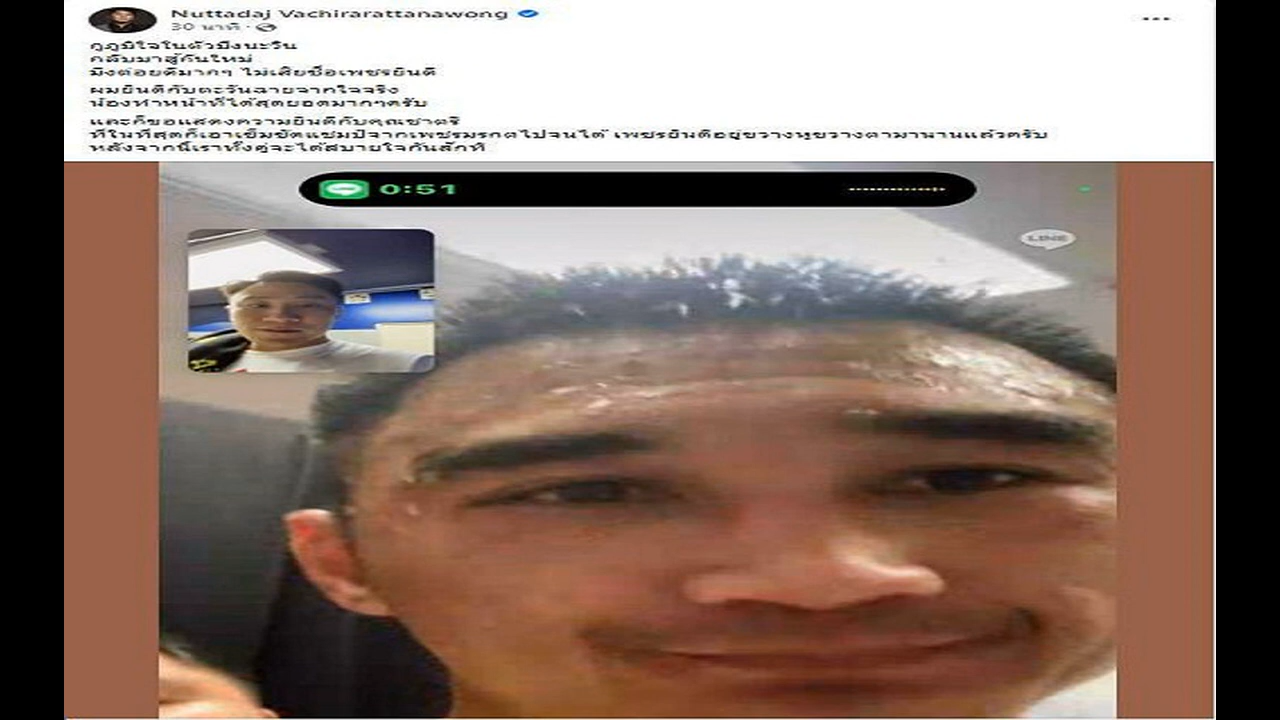 Nuttadaj Vachirarattanawong
30 นาที ·
กูภูมิใจในตัวมึงนะวัน
กลับมาสู้กันใหม่
มึงต่อยดีมากๆ ไม่เสียชื่อเพชรยินดี
ผมยินดีกับตะวันฉายจากใจจริง
น้องทำหน้าที่ได้สุดยอดมากๆครับ
และก็ขอแสดงความยินดีกับคุณชาตรี
ที่ในที่สุดก็เอาเข็มขัดแชมป์จากเพชรมรกตไปจนได้ เพชรยินดีอยู่ขวางหูขวางตามานานแล้วครับ
หลังจากนี้เราทั้งคู่จะได้สบายใจกันสักที
0:51
LINE